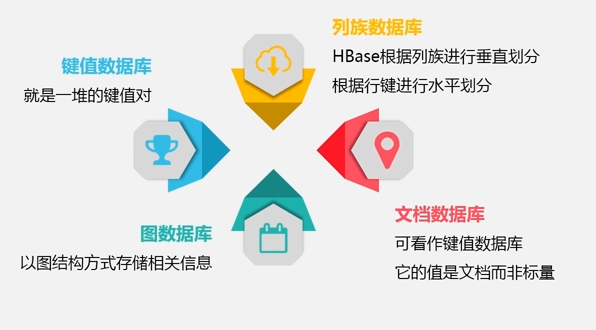 列族数据库
HBase根据列族进行垂直划分
根据行键进行水平划分
键值数据库
就是一堆的键值对
文档数据库
可看作键值数据库
它的值是文档而非标量
图数据库
以图结构方式存储相关信息